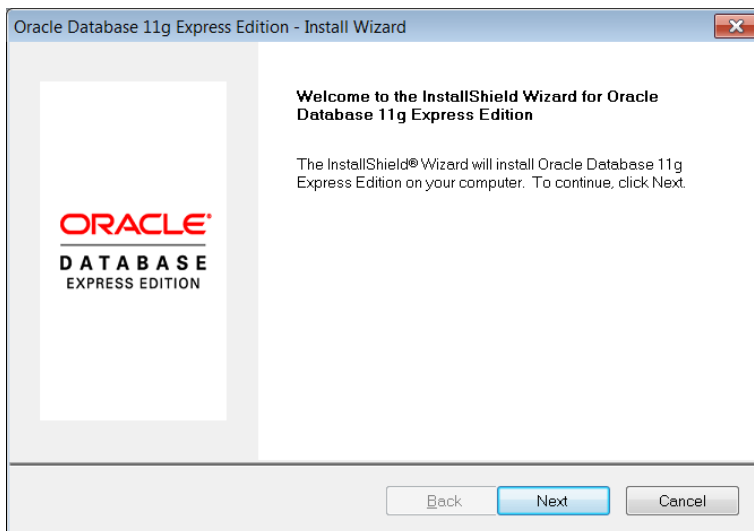 Oracle Database 11g Express Edition - Install Wizard
Welcome to the InstallShield Wizard for Oracle
Database 11g Express Edition
The InstallShield® Wizard will install Oracle Database 11g
Express Edition on your computer. To continue, click Next.
ORACLE®
DATABASE
EXPRESS EDITION
Back
Next
Cancel